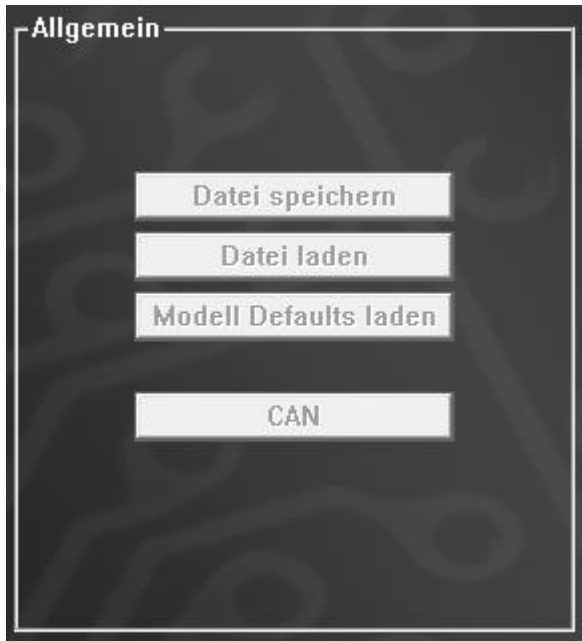 Allgemein
Datei speichern
Datei laden
Modell Defaults laden
CAN